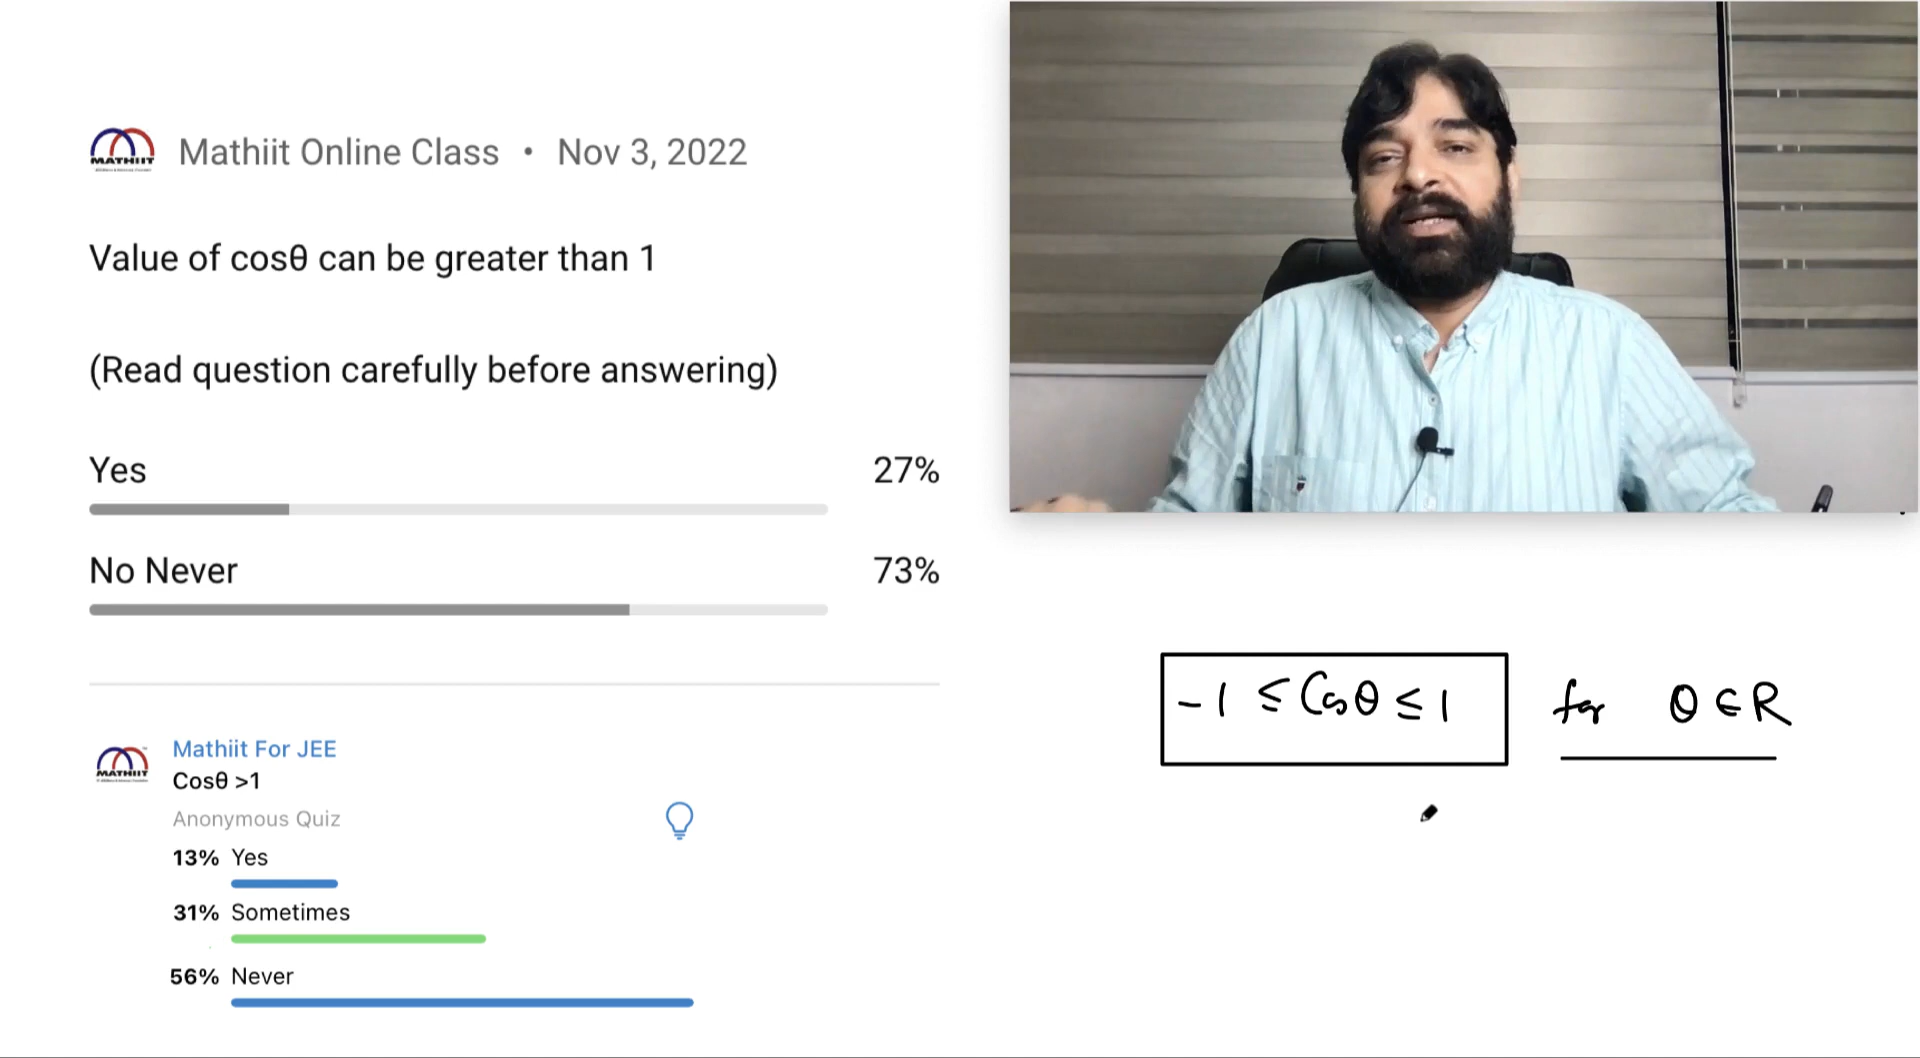 MATHIIT
Mathiit Online Class • Nov 3, 2022
Value of cosθ can be greater than 1
(Read question carefully before answering)
Yes 27%
No Never 73%
MATHIIT
Mathiit For JEE
Cosθ >1
Anonymous Quiz
13% Yes
31% Sometimes
56% Never
-1 ≤ Cosθ ≤ 1 for θ ∈ R